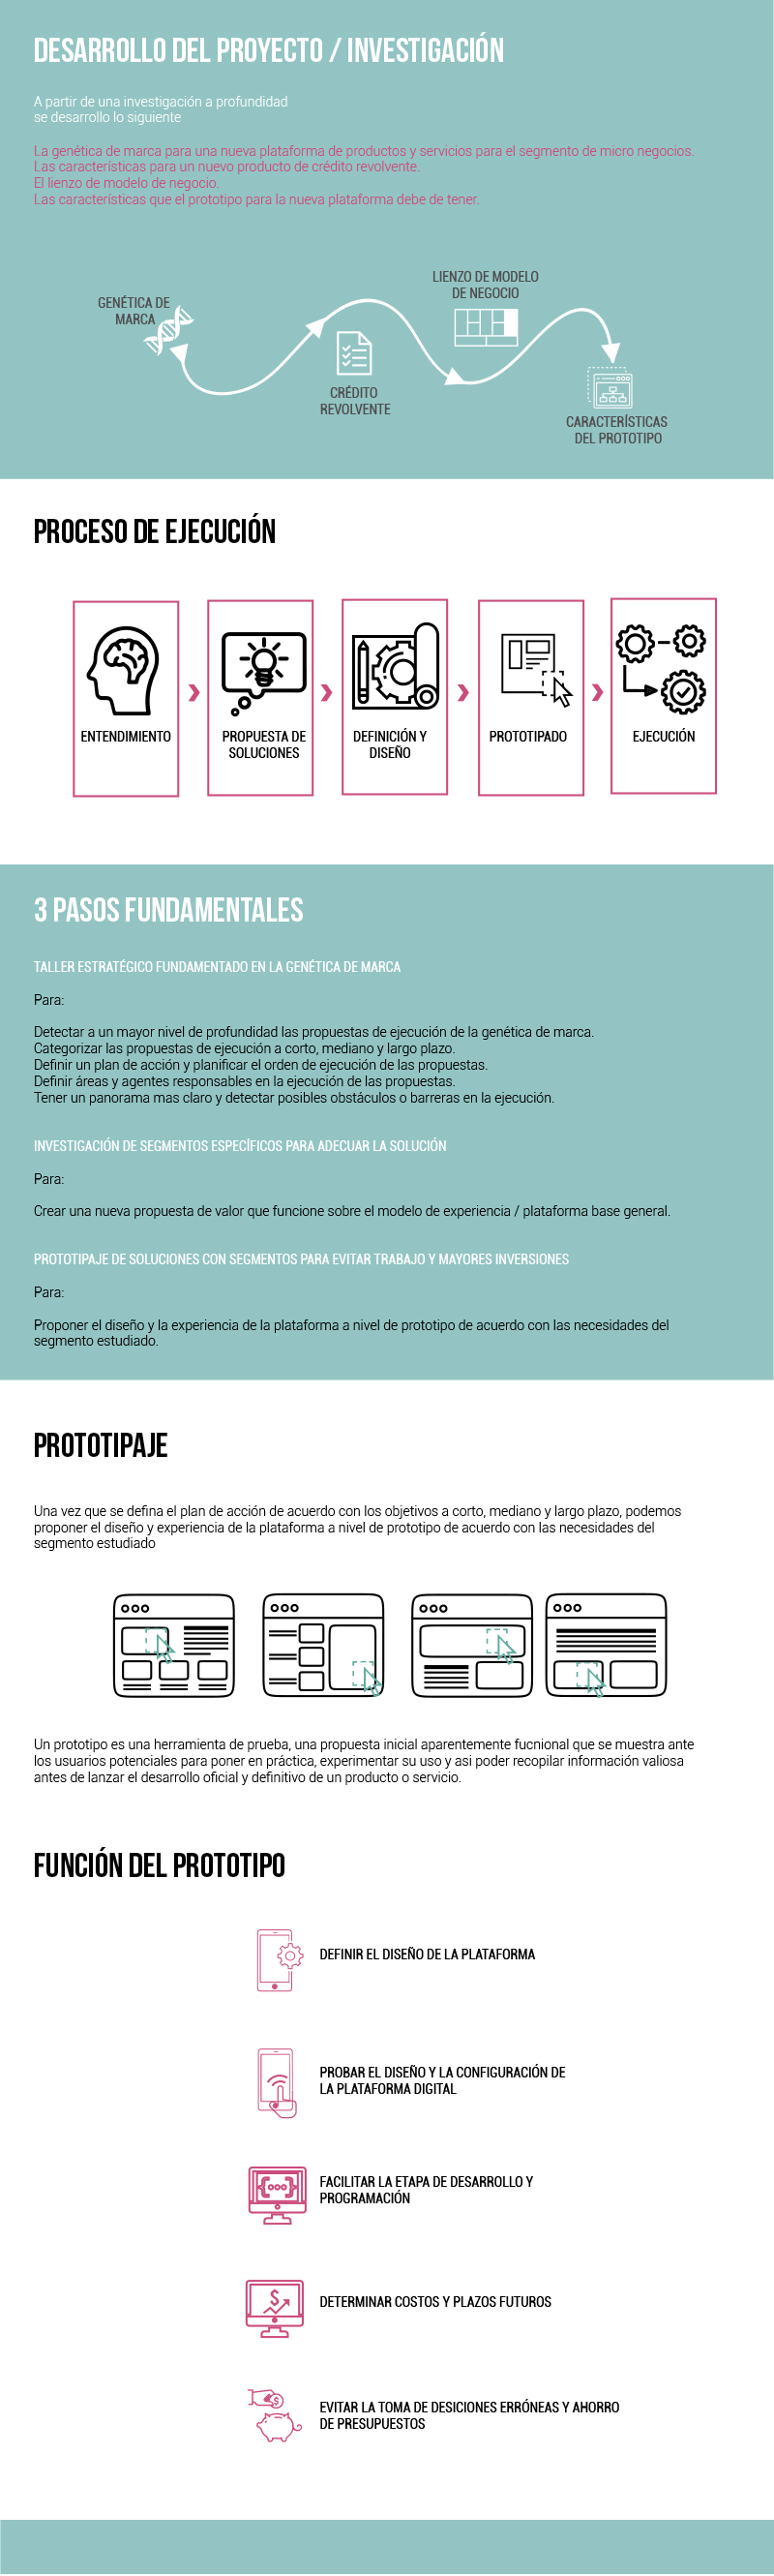 DESARROLLO DEL PROYECTO / INVESTIGACIÓN
A partir de una investigación a profundidad
se desarrollo lo siguiente
La genética de marca para una nueva plataforma de productos y servicios para el segmento de micro negocios.
Las características para un nuevo producto de crédito revolvente.
El lienzo de modelo de negocio.
Las características que el prototipo para la nueva plataforma debe de tener.
GENÉTICA DE
MARCA
CRÉDITO
REVOLVENTE
LIENZO DE MODELO
DE NEGOCIO
CARACTERÍSTICAS
DEL PROTOTIPO
PROCESO DE EJECUCIÓN
ENTENDIMIENTO
PROPUESTA DE
SOLUCIONES
DEFINICIÓN Y
DISEÑO
PROTOTIPADO
EJECUCIÓN
3 PASOS FUNDAMENTALES
TALLER ESTRATÉGICO FUNDAMENTADO EN LA GENÉTICA DE MARCA
Para:
Detectar a un mayor nivel de profundidad las propuestas de ejecución de la genética de marca.
Categorizar las propuestas de ejecución a corto, mediano y largo plazo.
Definir un plan de acción y planificar el orden de ejecución de las propuestas.
Definir áreas y agentes responsables en la ejecución de las propuestas.
Tener un panorama mas claro y detectar posibles obstáculos o barreras en la ejecución.
INVESTIGACIÓN DE SEGMENTOS ESPECÍFICOS PARA ADECUAR LA SOLUCIÓN
Para:
Crear una nueva propuesta de valor que funcione sobre el modelo de experiencia / plataforma base general.
PROTOTIPAJE DE SOLUCIONES CON SEGMENTOS PARA EVITAR TRABAJO Y MAYORES INVERSIONES
Para:
Proponer el diseño y la experiencia de la plataforma a nivel de prototipo de acuerdo con las necesidades del
segmento estudiado.
PROTOTIPAJE
Una vez que se defina el plan de acción de acuerdo con los objetivos a corto, mediano y largo plazo, podemos
proponer el diseño y experiencia de la plataforma a nivel de prototipo de acuerdo con las necesidades del
segmento estudiado
Un prototipo es una herramienta de prueba, una propuesta inicial aparentemente fucnional que se muestra ante
los usuarios potenciales para poner en práctica, experimentar su uso y asi poder recopilar información valiosa
antes de lanzar el desarrollo oficial y definitivo de un producto o servicio.
FUNCIÓN DEL PROTOTIPO
DEFINIR EL DISEÑO DE LA PLATAFORMA
PROBAR EL DISEÑO Y LA CONFIGURACIÓN DE
LA PLATAFORMA DIGITAL
FACILITAR LA ETAPA DE DESARROLLO Y
PROGRAMACIÓN
DETERMINAR COSTOS Y PLAZOS FUTUROS
EVITAR LA TOMA DE DESICIONES ERRÓNEAS Y AHORRO
DE PRESUPUESTOS